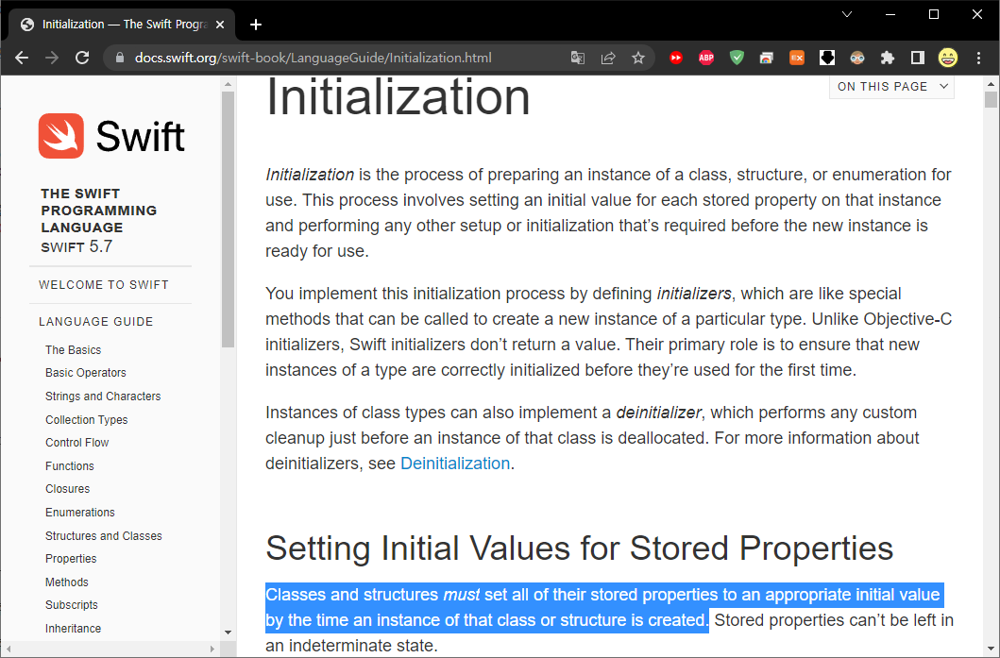 Initialization — The Swift Progra
docs.swift.org/swift-book/LanguageGuide/Initialization.html
ABP
EX
Swift
THE SWIFT
PROGRAMMING
LANGUAGE
SWIFT 5.7
WELCOME TO SWIFT
LANGUAGE GUIDE
The Basics
Basic Operators
Strings and Characters
Collection Types
Control Flow
Functions
Closures
Enumerations
Structures and Classes
Properties
Methods
Subscripts
Inheritance
ON THIS PAGE
Initialization
Initialization is the process of preparing an instance of a class, structure, or enumeration for
use. This process involves setting an initial value for each stored property on that instance
and performing any other setup or initialization that’s required before the new instance is
ready for use.
You implement this initialization process by defining initializers, which are like special
methods that can be called to create a new instance of a particular type. Unlike Objective-C
initializers, Swift initializers don’t return a value. Their primary role is to ensure that new
instances of a type are correctly initialized before they’re used for the first time.
Instances of class types can also implement a deinitializer, which performs any custom
cleanup just before an instance of that class is deallocated. For more information about
deinitializers, see Deinitialization.
Setting Initial Values for Stored Properties
Classes and structures must set all of their stored properties to an appropriate initial value
by the time an instance of that class or structure is created. Stored properties can’t be left in
an indeterminate state.